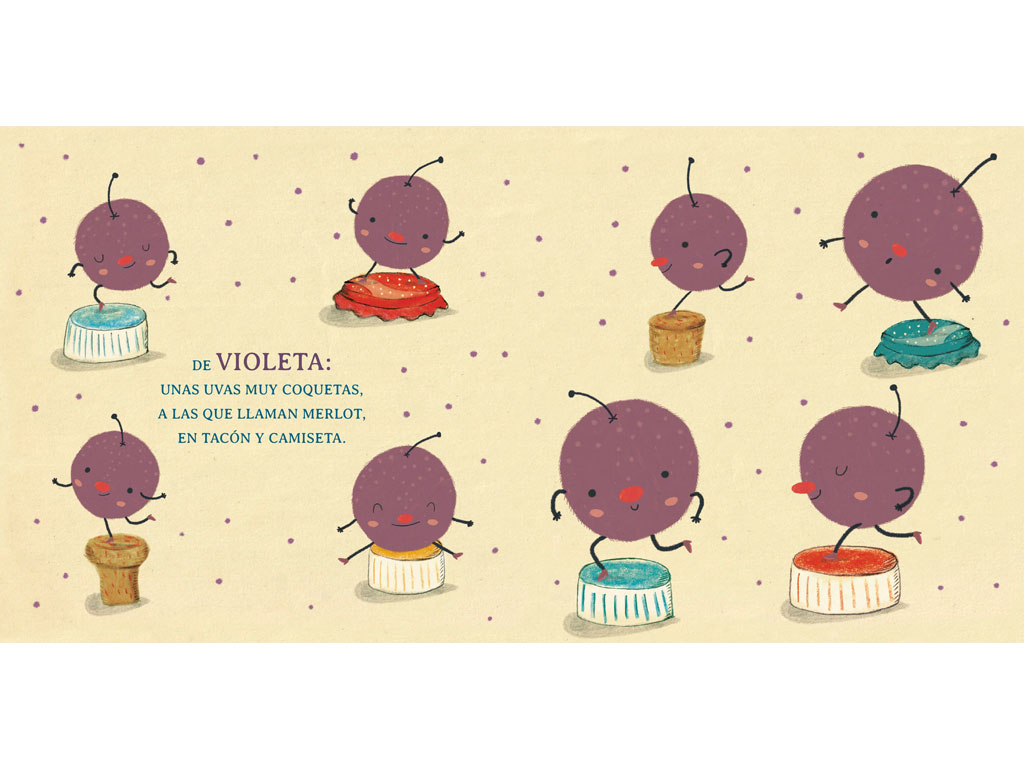 DE VIOLETA:
UNAS UVAS MUY COQUETAS,
A LAS QUE LLAMAN MERLOT,
EN TACÓN Y CAMISETA.